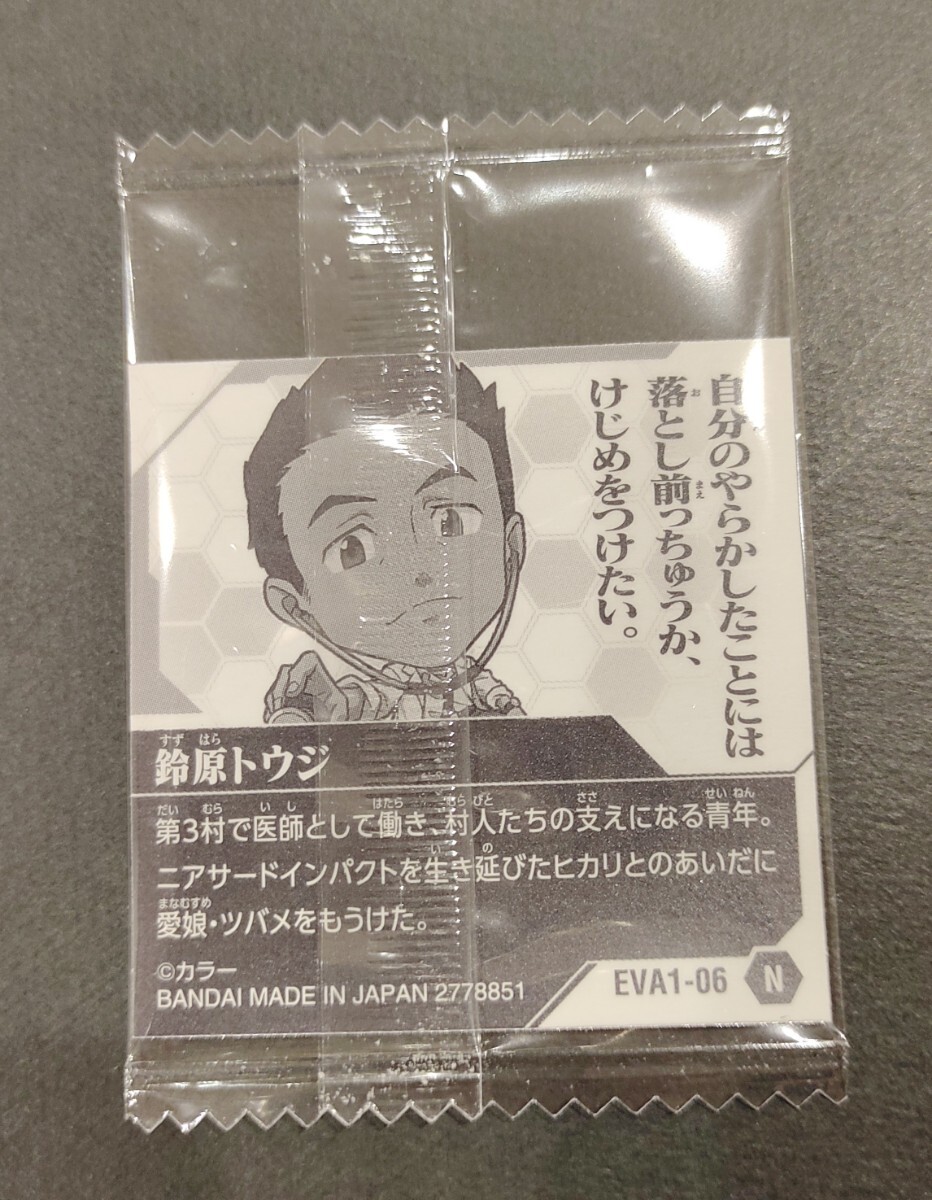 自分のやらかしたことには
落とし前っちゅうか、
けじめをつけたい。
鈴原トウジ
第3村で医師として働き、村人たちの支えになる青年。
ニアサードインパクトを生き延びたヒカリとのあいだに
愛娘・ツバメをもうけた。
©カラー
BANDAI MADE IN JAPAN 2778851
EVA1-06 N